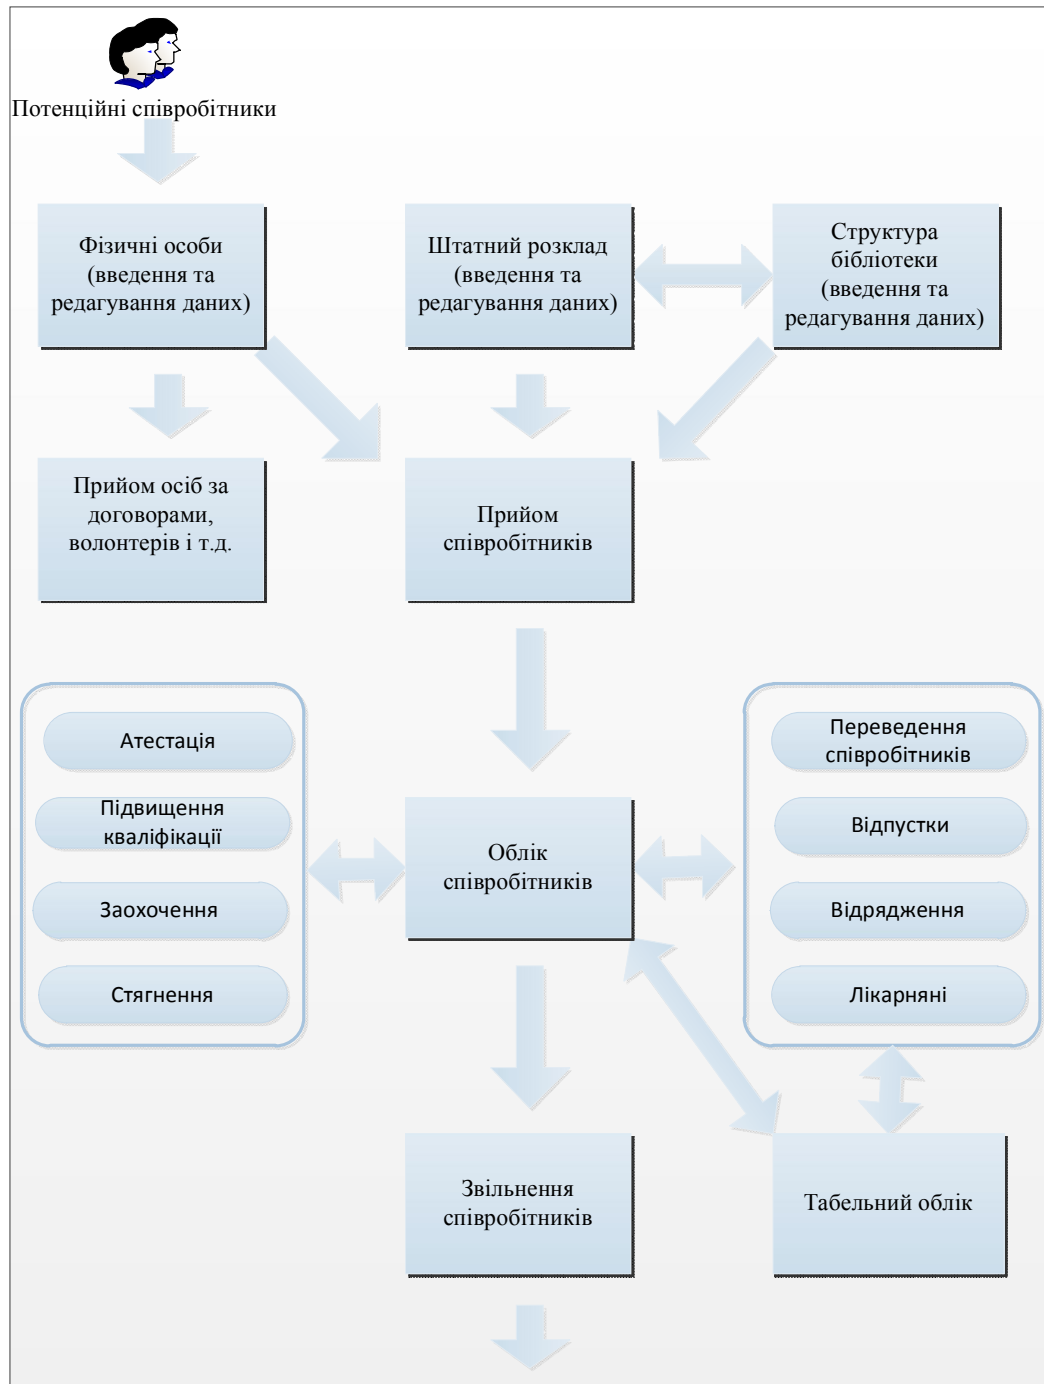 Потенційні співробітники
Фізичні особи
(введення та
редагування даних)
Штатний розклад
(введення та
редагування даних)
Структура
бібліотеки
(введення та
редагування даних)
Прийом осіб за
договорами,
волонтерів і т.д.
Прийом
співробітників
Атестація
Підвищення
кваліфікації
Заохочення
Стягнення
Облік
співробітників
Переведення
співробітників
Відпустки
Відрядження
Лікарняні
Звільнення
співробітників
Табельний облік